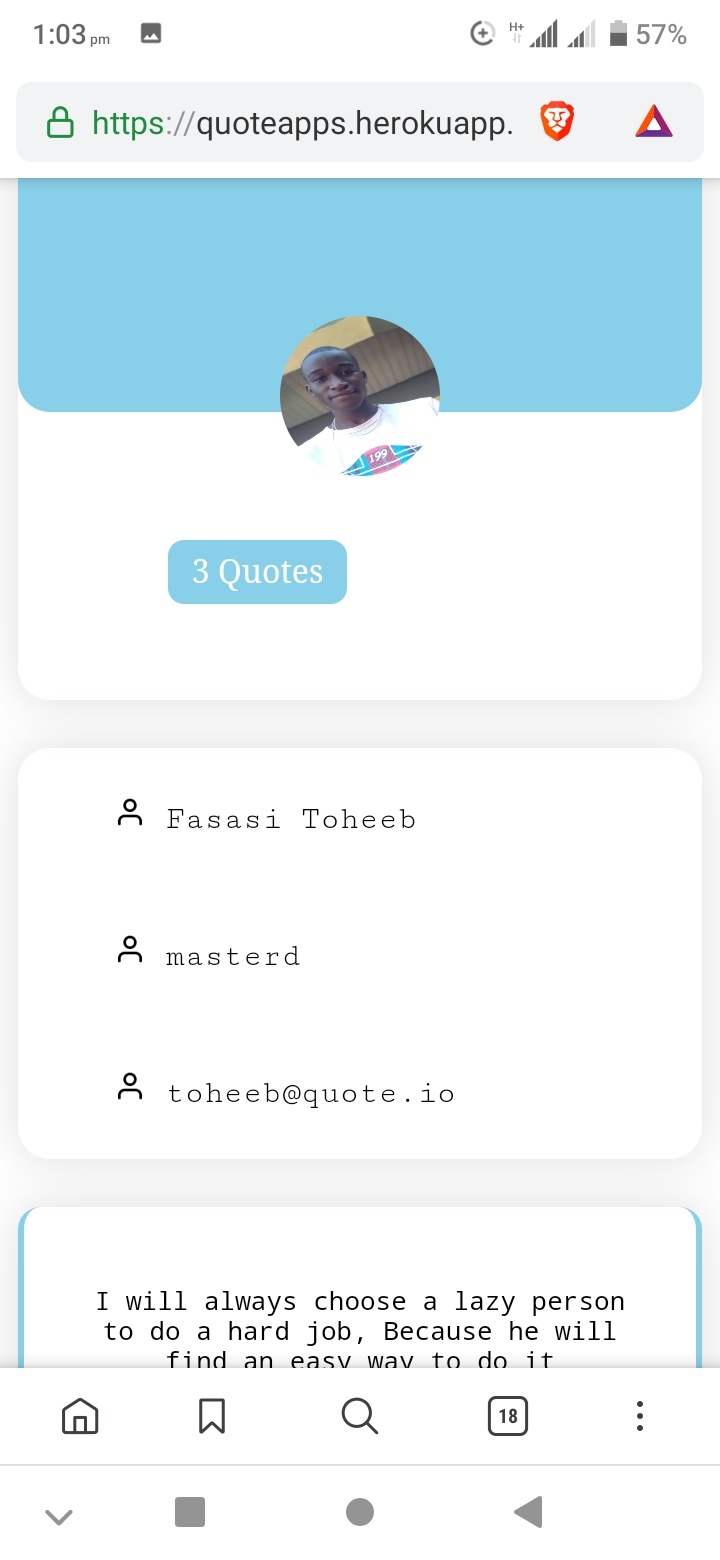 1:03 pm
H+
57%
https://quoteapps.herokuapp.
199
3 Quotes
Fasasi Toheeb
masterd
toheeb@quote.io
I will always choose a lazy person
to do a hard job, Because he will
find an easy way to do it
18